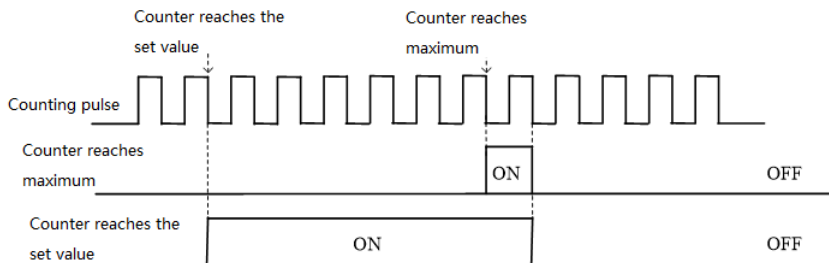 Counter reaches the
set value
Counter reaches
maximum
Counting pulse
Counter reaches
maximum
ON
OFF
Counter reaches the
set value
ON
OFF